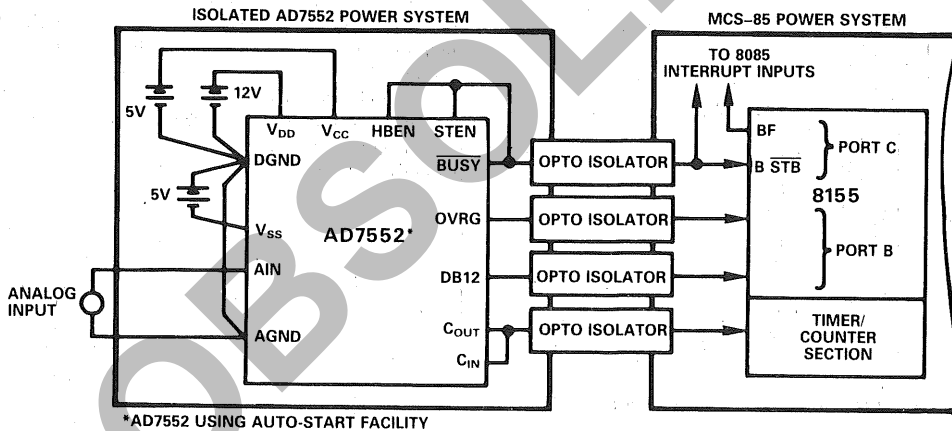 ISOLATED AD7552 POWER SYSTEM
MCS–85 POWER SYSTEM
TO 8085
INTERRUPT INPUTS
5V
12V
VDD
VCC
HBEN
STEN
DGND
BUSY
OPTO ISOLATOR
BF
B STB
PORT C
8155
5V
VSS
AD7552*
OVRG
OPTO ISOLATOR
PORT B
AIN
DB12
OPTO ISOLATOR
ANALOG
INPUT
AGND
COUT
CIN
OPTO ISOLATOR
TIMER/
COUNTER
SECTION
*AD7552 USING AUTO-START FACILITY
OBSOL